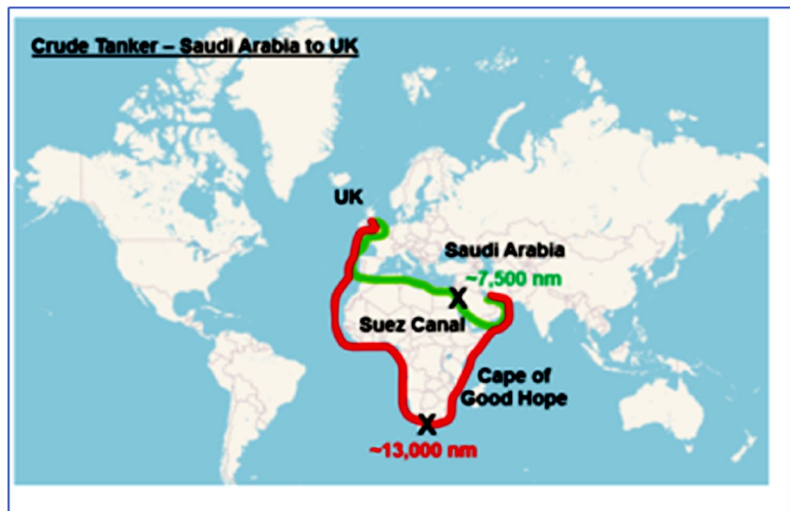 Crude Tanker – Saudi Arabia to UK
UK
Saudi Arabia
~7,500 nm
X
Suez Canal
Cape of
Good Hope
X
~13,000 nm